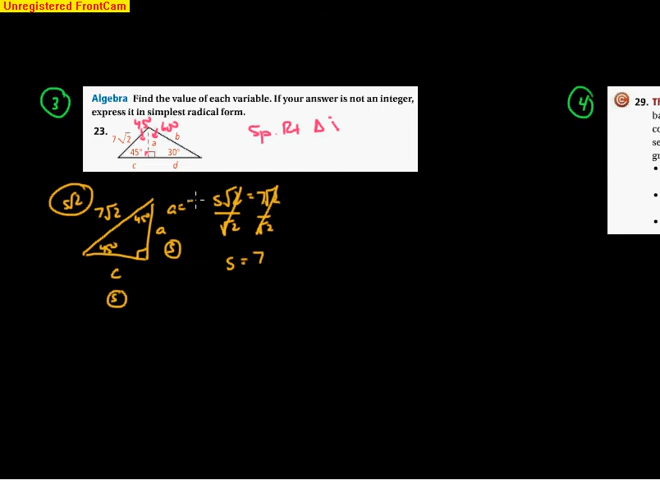 Unregistered FrontCam
3
Algebra Find the value of each variable. If your answer is not an integer,
express it in simplest radical form.
23.
7√2
45°
60°
a
b
45°
30°
c
d
Sp. Rt Δ
4
29.
s√2
7√2
45°
a
45°
s
c
s
a=
s√2 = 7√2
√2 √2
s = 7